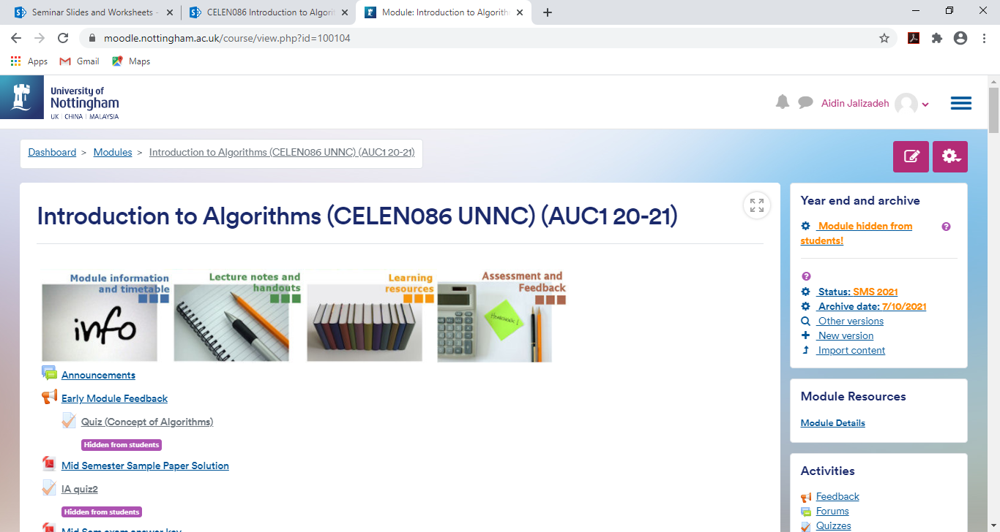 Seminar Slides and Worksheets -
CELEN086 Introduction to Algorit
Module: Introduction to Algorith
moodle.nottingham.ac.uk/course/view.php?id=100104
Apps
Gmail
Maps
University of
Nottingham
UK | CHINA | MALAYSIA
Aidin Jalizadeh
Dashboard > Modules > Introduction to Algorithms (CELEN086 UNNC) (AUC1 20-21)
Introduction to Algorithms (CELEN086 UNNC) (AUC1 20-21)
Module information
and timetable
info
Lecture notes and
handouts
Learning
resources
Assessment and
Feedback
Homework!
Announcements
Early Module Feedback
Quiz (Concept of Algorithms)
Hidden from students
Mid Semester Sample Paper Solution
IA quiz2
Hidden from students
Mid Sem exam answer key
Year end and archive
Module hidden from
students!
Status: SMS 2021
Archive date: 7/10/2021
Other versions
New version
Import content
Module Resources
Module Details
Activities
Feedback
Forums
Quizzes